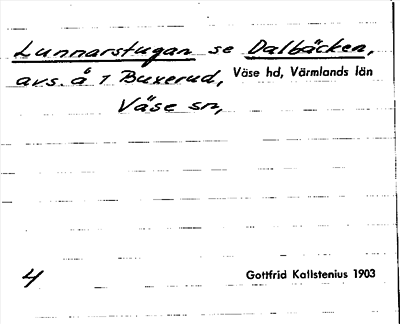 Lunnarstugan se Dalbäcken,
avs. å 1 Buxerud, Väse hd, Värmlands län
Väse sn,
4 Gottfrid Kallstenius 1903